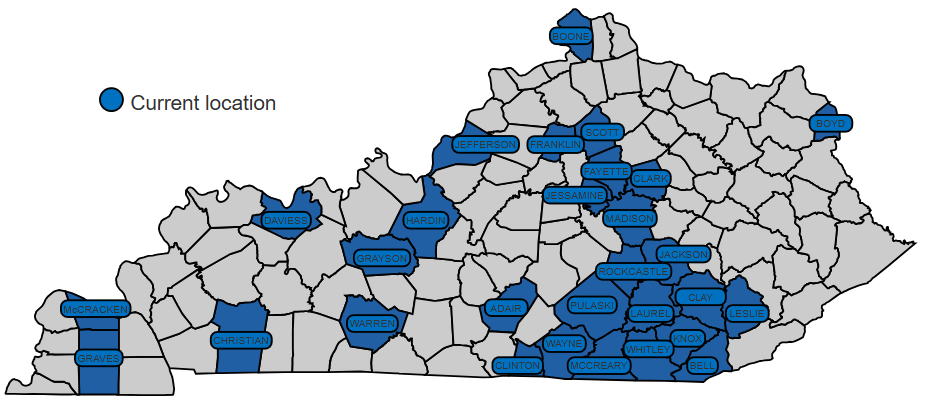 BOONE
Current location
BOYD
SCOTT
JEFFERSON
FRANKLIN
FAYETTE
CLARK
JESSAMINE
DAVIESS
HARDIN
MADISON
GRAYSON
JACKSON
ROCKCASTLE
CLAY
McCRACKEN
ADAIR
PULASKI
LAUREL
LESLIE
WARREN
CHRISTIAN
KNOX
WAYNE
WHITLEY
GRAVES
CLINTON
MCCREARY
BELL